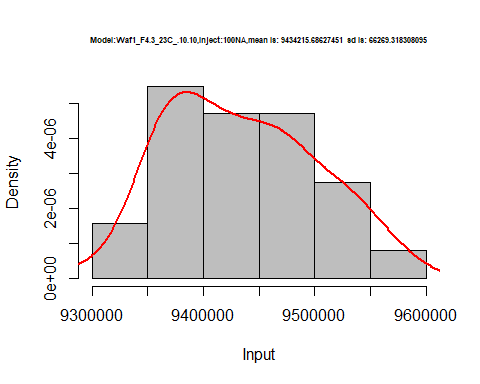 Model:Waf1_F4.3_23C_.10.10,Inject:100NA,mean is: 9434215.68627451 sd is: 66269.318308095
Density
4e-06
2e-06
0e+00
9300000 9400000 9500000 9600000
Input